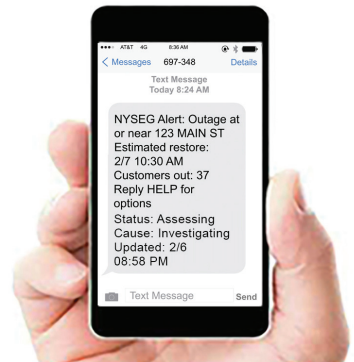 AT&T 4G 8:36 AM
Messages 697-348 Details
Text Message
Today 8:24 AM
NYSEG Alert: Outage at
or near 123 MAIN ST
Estimated restore:
2/7 10:30 AM
Customers out: 37
Reply HELP for
options
Status: Assessing
Cause: Investigating
Updated: 2/6
08:58 PM
Text Message Send